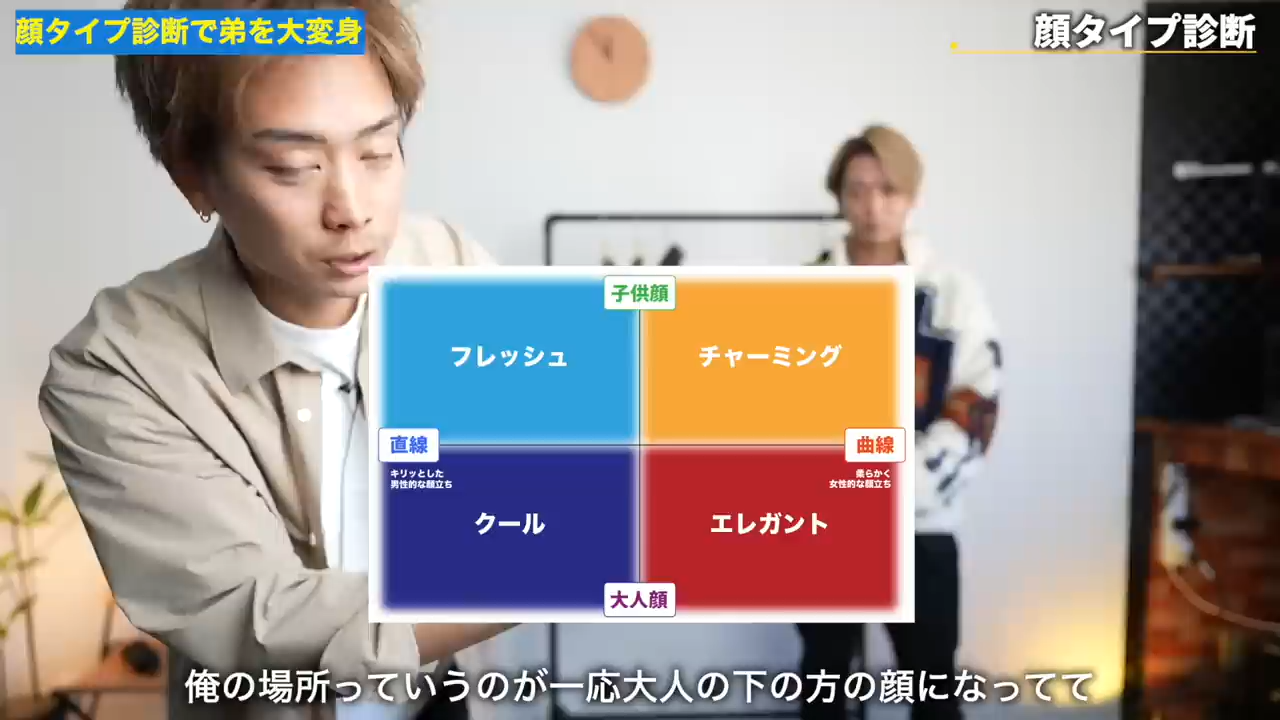 顔タイプ診断で弟を大変身
顔タイプ診断
子供顔
フレッシュ
チャーミング
直線
曲線
キリッとした
男性的な顔立ち
柔らかく
女性的な顔立ち
クール
エレガント
大人顔
俺の場所っていうのが一応大人の下の方の顔になってて